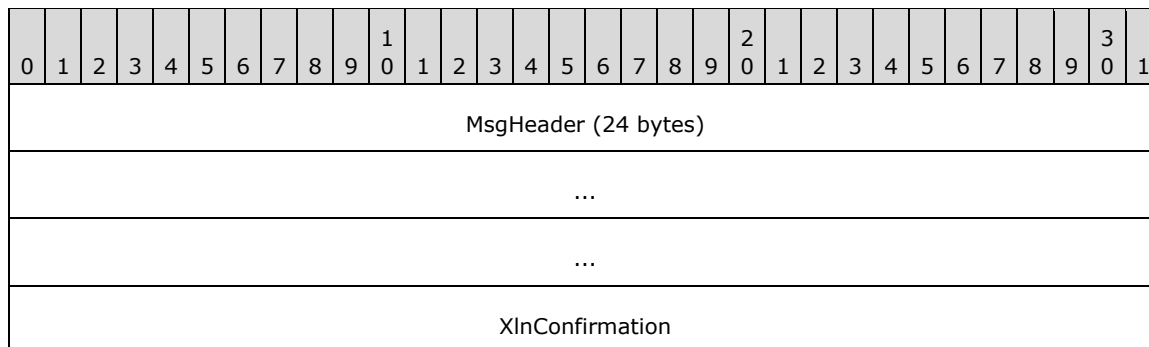 1 2 3
0 1 2 3 4 5 6 7 8 9 0 1 2 3 4 5 6 7 8 9 0 1 2 3 4 5 6 7 8 9 0 1
MsgHeader (24 bytes)
...
...
XlnConfirmation